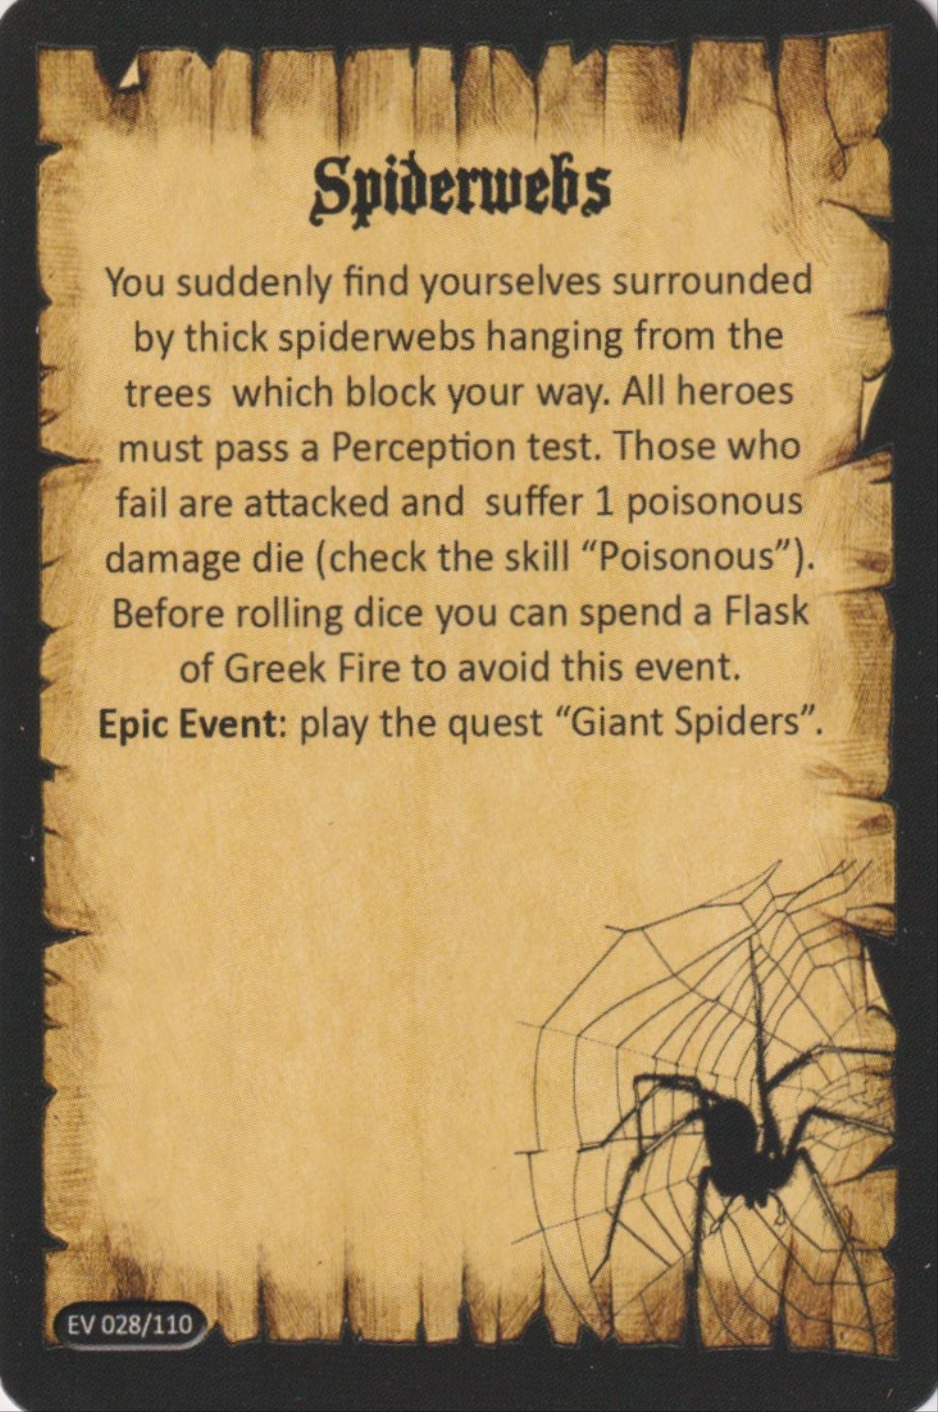 Spiderwebs
You suddenly find yourselves surrounded
by thick spiderwebs hanging from the
trees  which block your way. All heroes
must pass a Perception test. Those who
fail are attacked and  suffer 1 poisonous
damage die (check the skill “Poisonous”).
Before rolling dice you can spend a Flask
of Greek Fire to avoid this event.
Epic Event: play the quest “Giant Spiders”.
EV 028/110